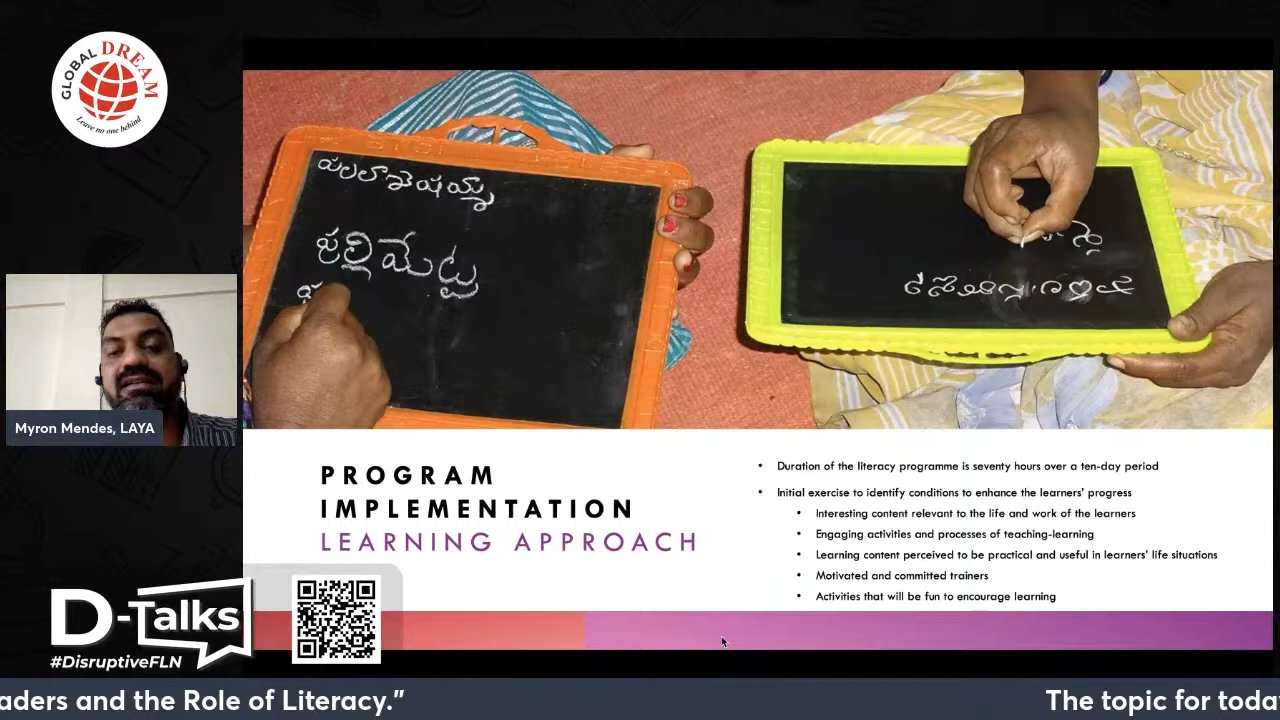 GLOBAL DREAM
Leave no one behind
Myron Mendes, LAYA
PROGRAM
IMPLEMENTATION
LEARNING APPROACH
• Duration of the literacy programme is seventy hours over a ten-day period
• Initial exercise to identify conditions to enhance the learners' progress
• Interesting content relevant to the life and work of the learners
• Engaging activities and processes of teaching-learning
• Learning content perceived to be practical and useful in learners' life situations
• Motivated and committed trainers
• Activities that will be fun to encourage learning
D-Talks
#DisruptiveFLN
aders and the Role of Literacy.” The topic for toda